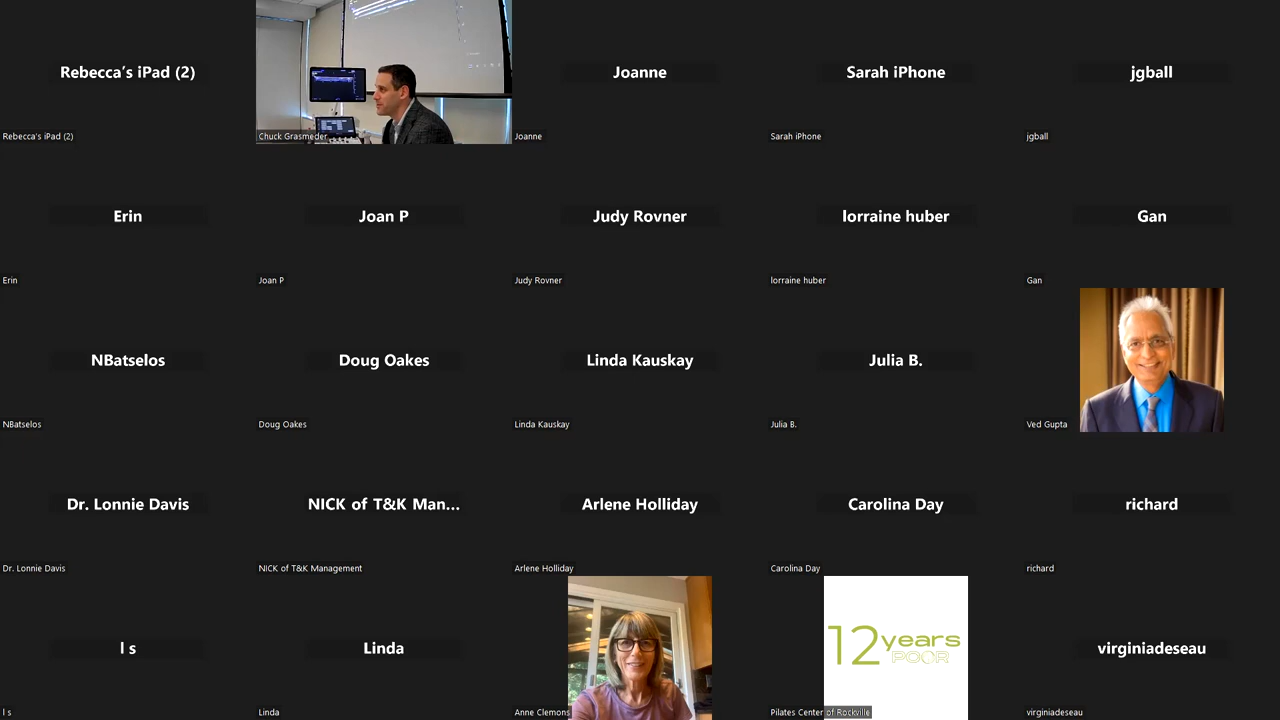 Rebecca's iPad (2)
Rebecca's iPad (2)
Chuck Grasmeder
Joanne
Joanne
Sarah iPhone
Sarah iPhone
jgball
jgball
Erin
Erin
Joan P
Joan P
Judy Rovner
Judy Rovner
lorraine huber
lorraine huber
Gan
Gan
NBatselos
NBatselos
Doug Oakes
Doug Oakes
Linda Kauskay
Linda Kauskay
Julia B.
Julia B.
Ved Gupta
Dr. Lonnie Davis
Dr. Lonnie Davis
NICK of T&K Man...
NICK of T&K Management
Arlene Holliday
Arlene Holliday
Carolina Day
Carolina Day
richard
richard
l s
l s
Linda
Linda
Anne Clemons
12 years
PCOR
Pilates Center of Rockville
virginiadeseau
virginiadeseau